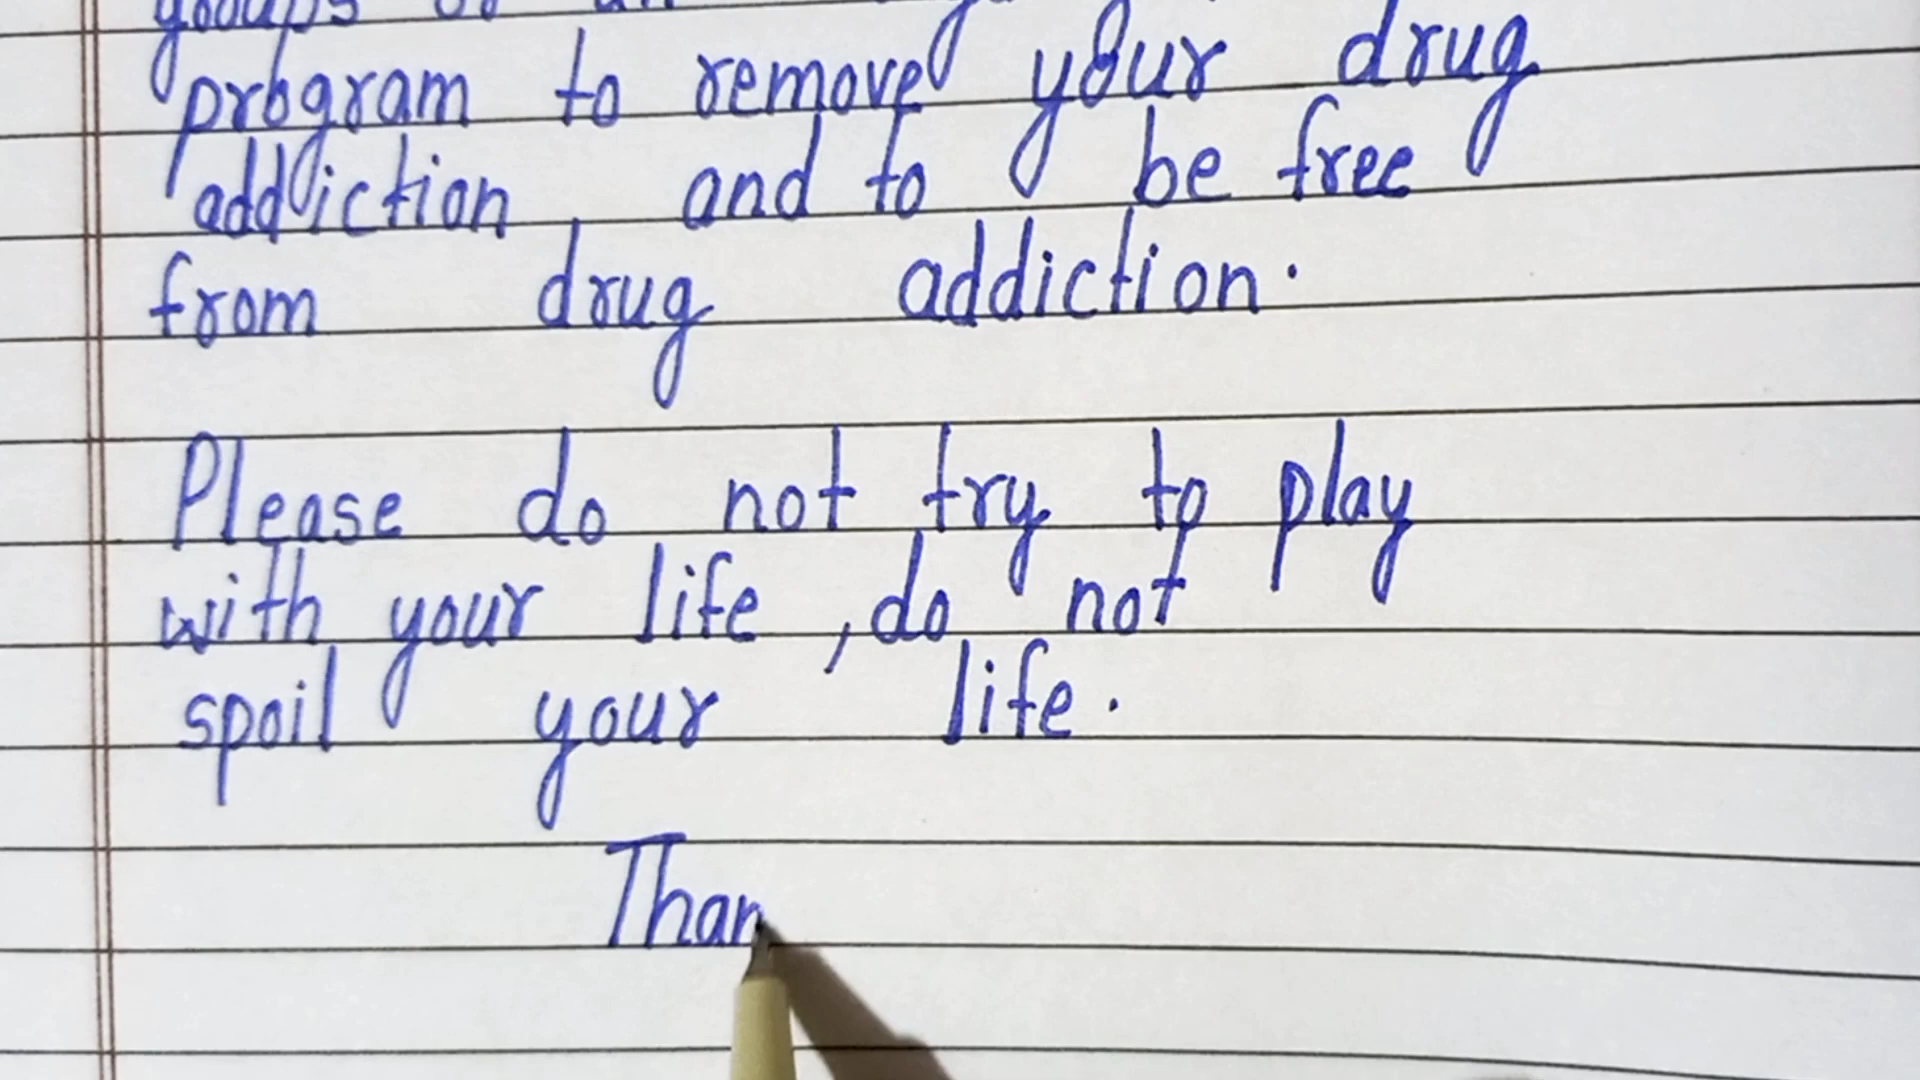 program to remove your drug
addiction and to be free
from drug addiction.
Please do not try to play
with your life , do not
spoil your life.
Than